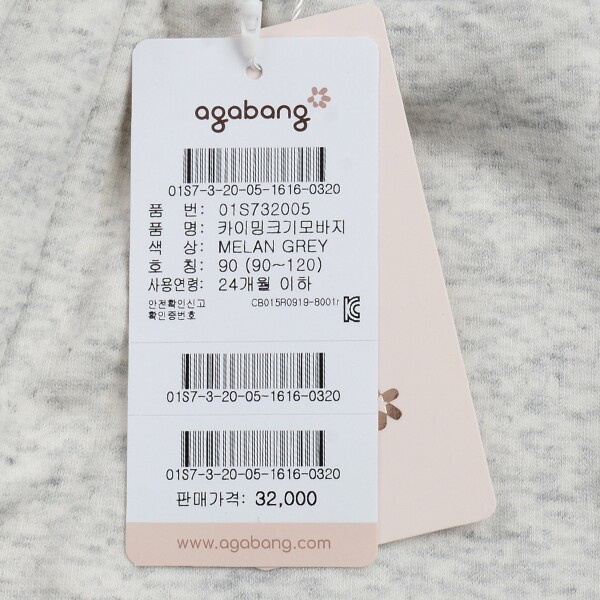 agabang
01S7-3-20-05-1616-0320
품 번: 01S732005
품 명: 카이밍크기모바지
색 상: MELAN GREY
호 칭: 90 (90~120)
사용연령: 24개월 이하
안전확인신고 CB015R0919-8001r
확인증번호
01S7-3-20-05-1616-0320
01S7-3-20-05-1616-0320
판매가격: 32,000
www.agabang.com